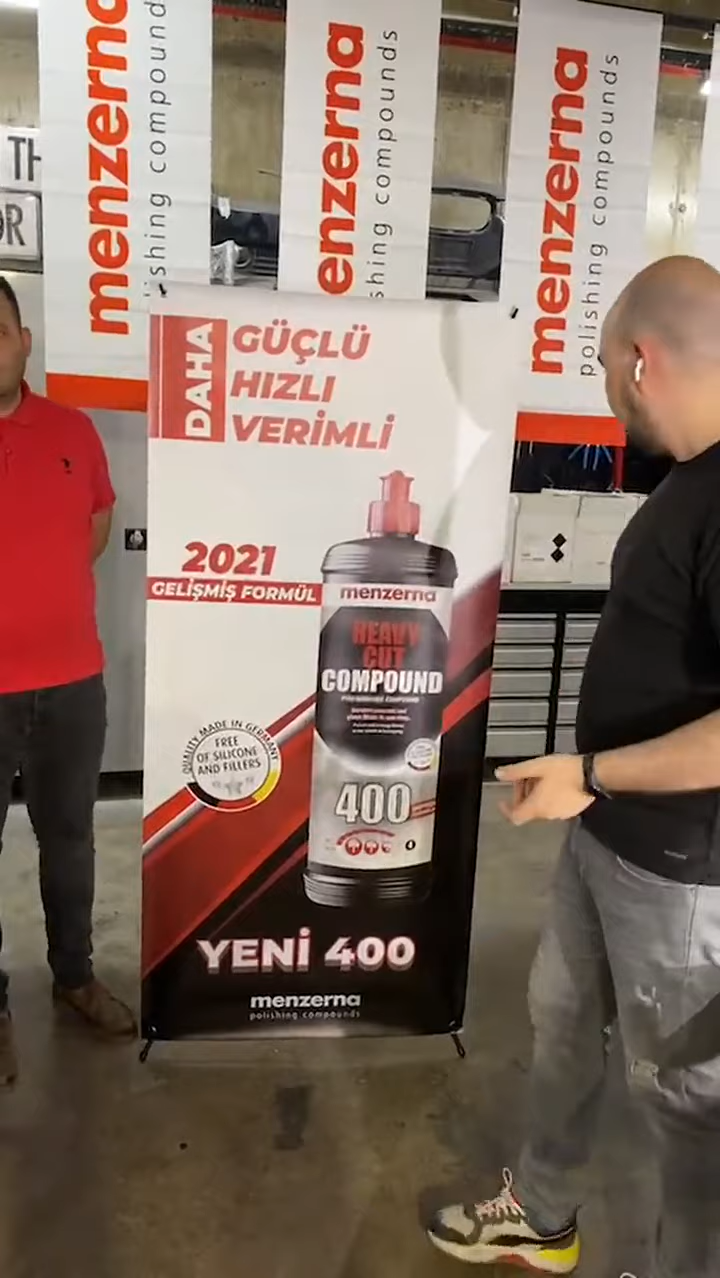 menzerna
polishing compounds
menzerna
polishing compounds
menzerna
polishing compounds
TH
OR
DAHA
GÜÇLÜ
HIZLI
VERİMLİ
2021
GELİŞMİŞ FORMÜL
menzerna
HEAVY
CUT
COMPOUND
400
QUALITY MADE IN GERMANY
FREE
OF SILICONE
AND FILLERS
YENİ 400
menzerna
polishing compounds